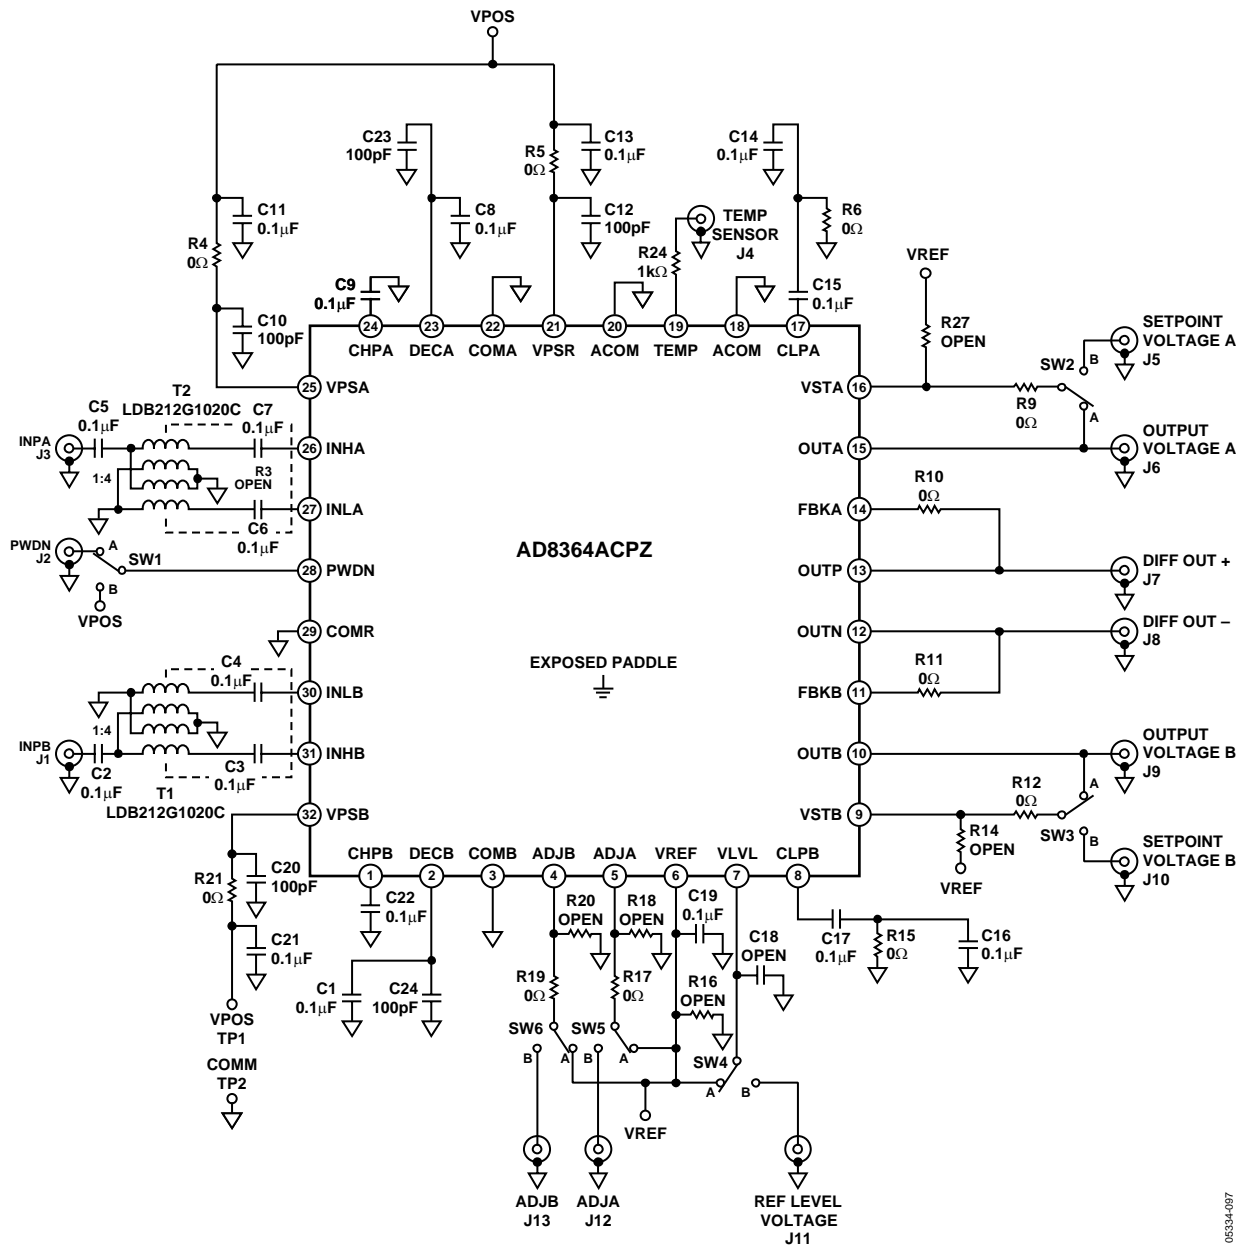 VPOS
C23
100pF
C13
0.1µF
R5
0Ω
C14
0.1µF
C11
0.1µF
R4
0Ω
C8
0.1µF
C12
100pF
TEMP
SENSOR
J4
R24
1kΩ
R6
0Ω
VREF
C9
0.1µF
C15
0.1µF
C10
100pF
R27
OPEN
SETPOINT
VOLTAGE A
J5
24
23
22
21
20
19
18
17
CHPA
DECA
COMA
VPSR
ACOM
TEMP
ACOM
CLPA
SW2
B
A
25
VPSA
VSTA
16
R9
0Ω
T2
LDB212G1020C
C5
0.1µF
C7
0.1µF
INPA
J3
26
INHA
OUTA
15
OUTPUT
VOLTAGE A
J6
1:4
R3
OPEN
R10
0Ω
27
INLA
FBKA
14
C6
0.1µF
PWDN
J2
A
SW1
B
VPOS
28
PWDN
AD8364ACPZ
OUTP
13
DIFF OUT +
J7
29
COMR
OUTN
12
DIFF OUT –
J8
C4
0.1µF
EXPOSED PADDLE
R11
0Ω
30
INLB
FBKB
11
1:4
INPB
J1
31
INHB
OUTB
10
OUTPUT
VOLTAGE B
J9
C2
0.1µF
C3
0.1µF
T1
LDB212G1020C
R12
0Ω
A
32
VPSB
VSTB
9
SW3
B
R14
OPEN
VREF
SETPOINT
VOLTAGE B
J10
CHPB
DECB
COMB
ADJB
ADJA
VREF
VLVL
CLPB
1
2
3
4
5
6
7
8
C20
100pF
R21
0Ω
C22
0.1µF
R20
OPEN
R18
OPEN
C19
0.1µF
C18
OPEN
C17
0.1µF
R15
0Ω
C16
0.1µF
C21
0.1µF
C1
0.1µF
C24
100pF
R19
0Ω
R17
0Ω
R16
OPEN
VPOS
TP1
SW6
B
A
SW5
B
A
SW4
A
B
COMM
TP2
VREF
ADJB
J13
ADJA
J12
REF LEVEL
VOLTAGE
J11
05334-097